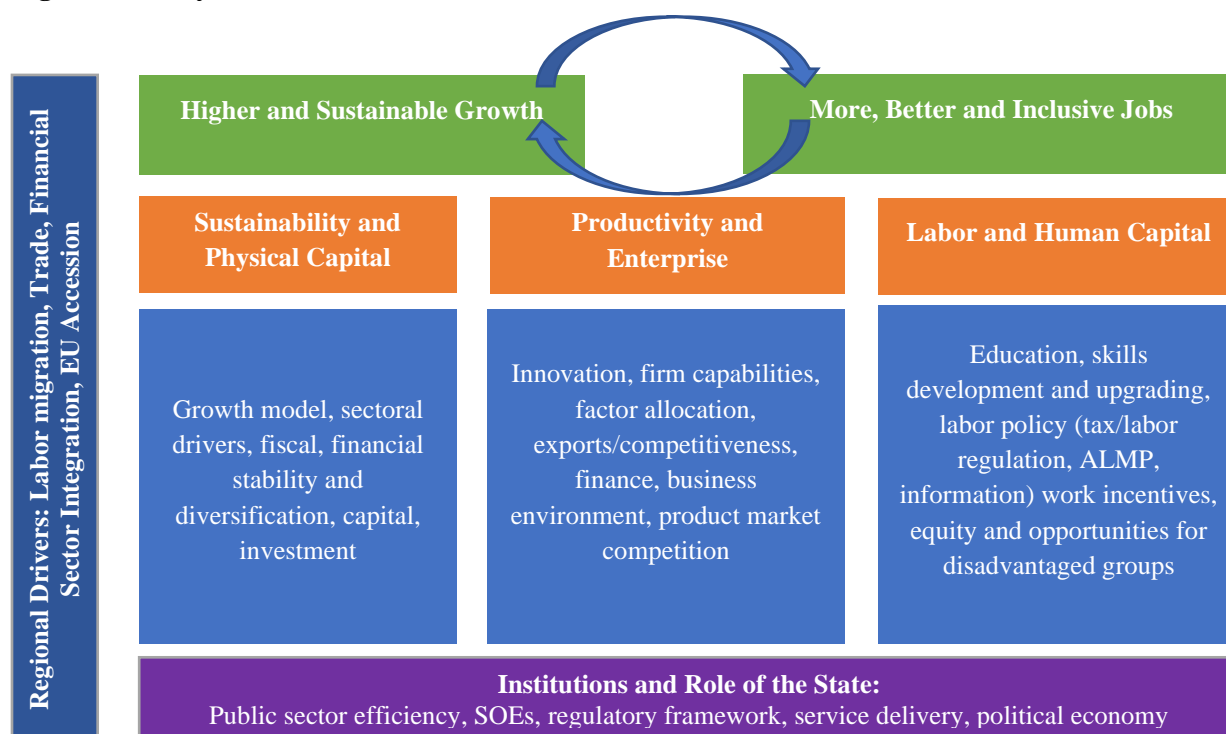 Regional Drivers: Labor migration, Trade, Financial
Sector Integration, EU Accession
Higher and Sustainable Growth
More, Better and Inclusive Jobs
Sustainability and
Physical Capital
Productivity and
Enterprise
Labor and Human Capital
Growth model, sectoral
drivers, fiscal, financial
stability and
diversification, capital,
investment
Innovation, firm capabilities,
factor allocation,
exports/competitiveness,
finance, business
environment, product market
competition
Education, skills
development and upgrading,
labor policy (tax/labor
regulation, ALMP,
information) work incentives,
equity and opportunities for
disadvantaged groups
Institutions and Role of the State:
Public sector efficiency, SOEs, regulatory framework, service delivery, political economy